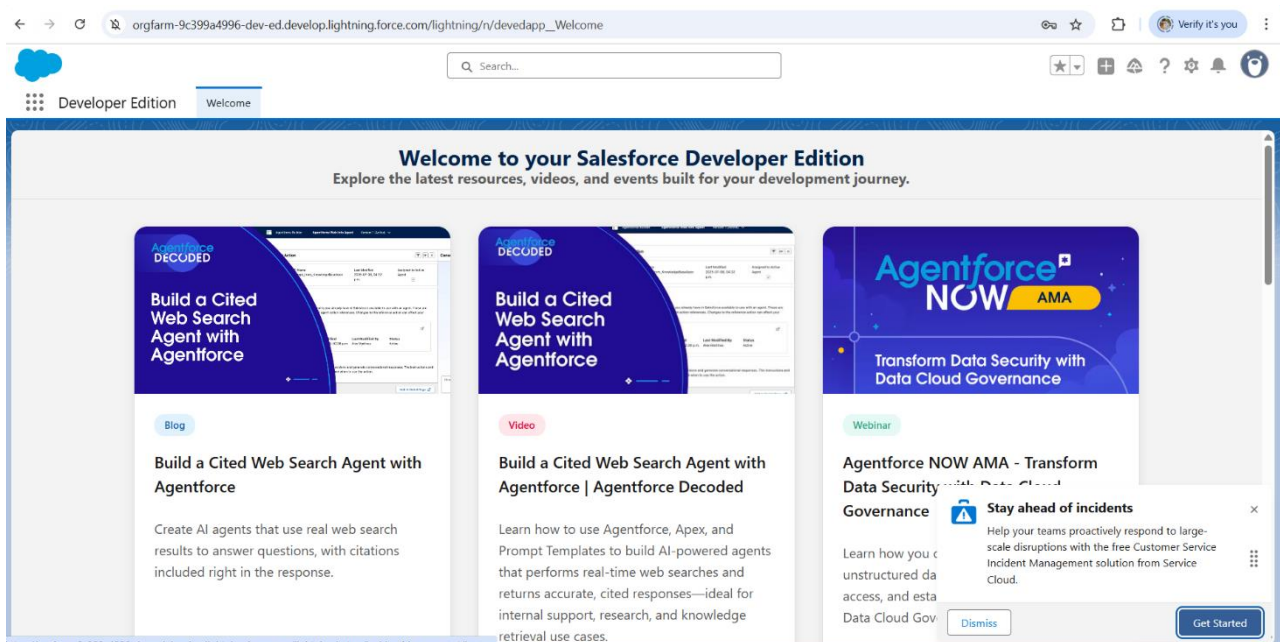 orgfarm-9c399a4996-dev-ed.develop.lightning.force.com/lightning/n/devedapp__Welcome
Verify it's you
Search...
Developer Edition
Welcome
Welcome to your Salesforce Developer Edition
Explore the latest resources, videos, and events built for your development journey.
Agentforce
DECODED
Build a Cited
Web Search
Agent with
Agentforce
Blog
Build a Cited Web Search Agent with
Agentforce
Create AI agents that use real web search
results to answer questions, with citations
included right in the response.
Agentforce
DECODED
Build a Cited
Web Search
Agent with
Agentforce
Video
Build a Cited Web Search Agent with
Agentforce | Agentforce Decoded
Learn how to use Agentforce, Apex, and
Prompt Templates to build AI-powered agents
that performs real-time web searches and
returns accurate, cited responses—ideal for
internal support, research, and knowledge
retrieval use cases.
Agentforce
NOW AMA
Transform Data Security with
Data Cloud Governance
Webinar
Agentforce NOW AMA - Transform
Data Security with Data Cloud
Governance
Learn how you
unstructured da
access, and esta
Data Cloud Gov
Stay ahead of incidents
Help your teams proactively respond to large-
scale disruptions with the free Customer Service
Incident Management solution from Service
Cloud.
Dismiss
Get Started